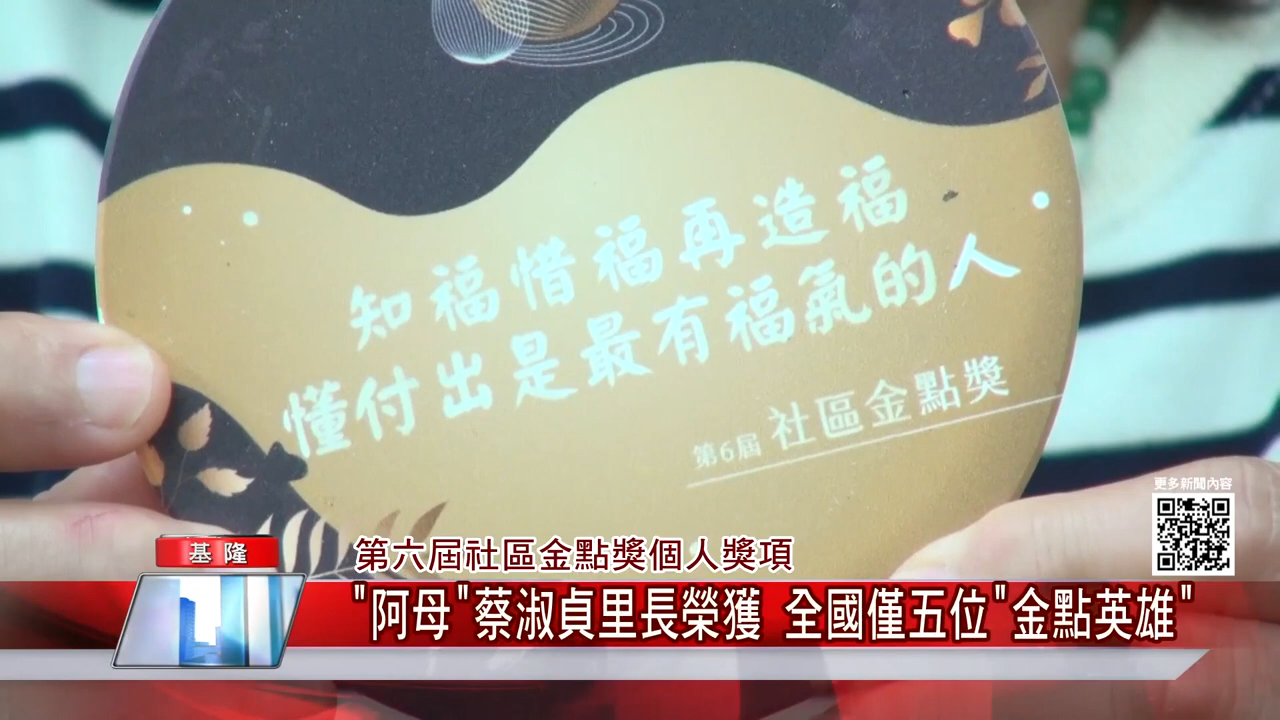 知福惜福再造福
懂付出是最有福氣的人
第6屆 社區金點獎
更多新聞內容
基隆
第六屆社區金點獎個人獎項
"阿母"蔡淑貞里長榮獲 全國僅五位"金點英雄"